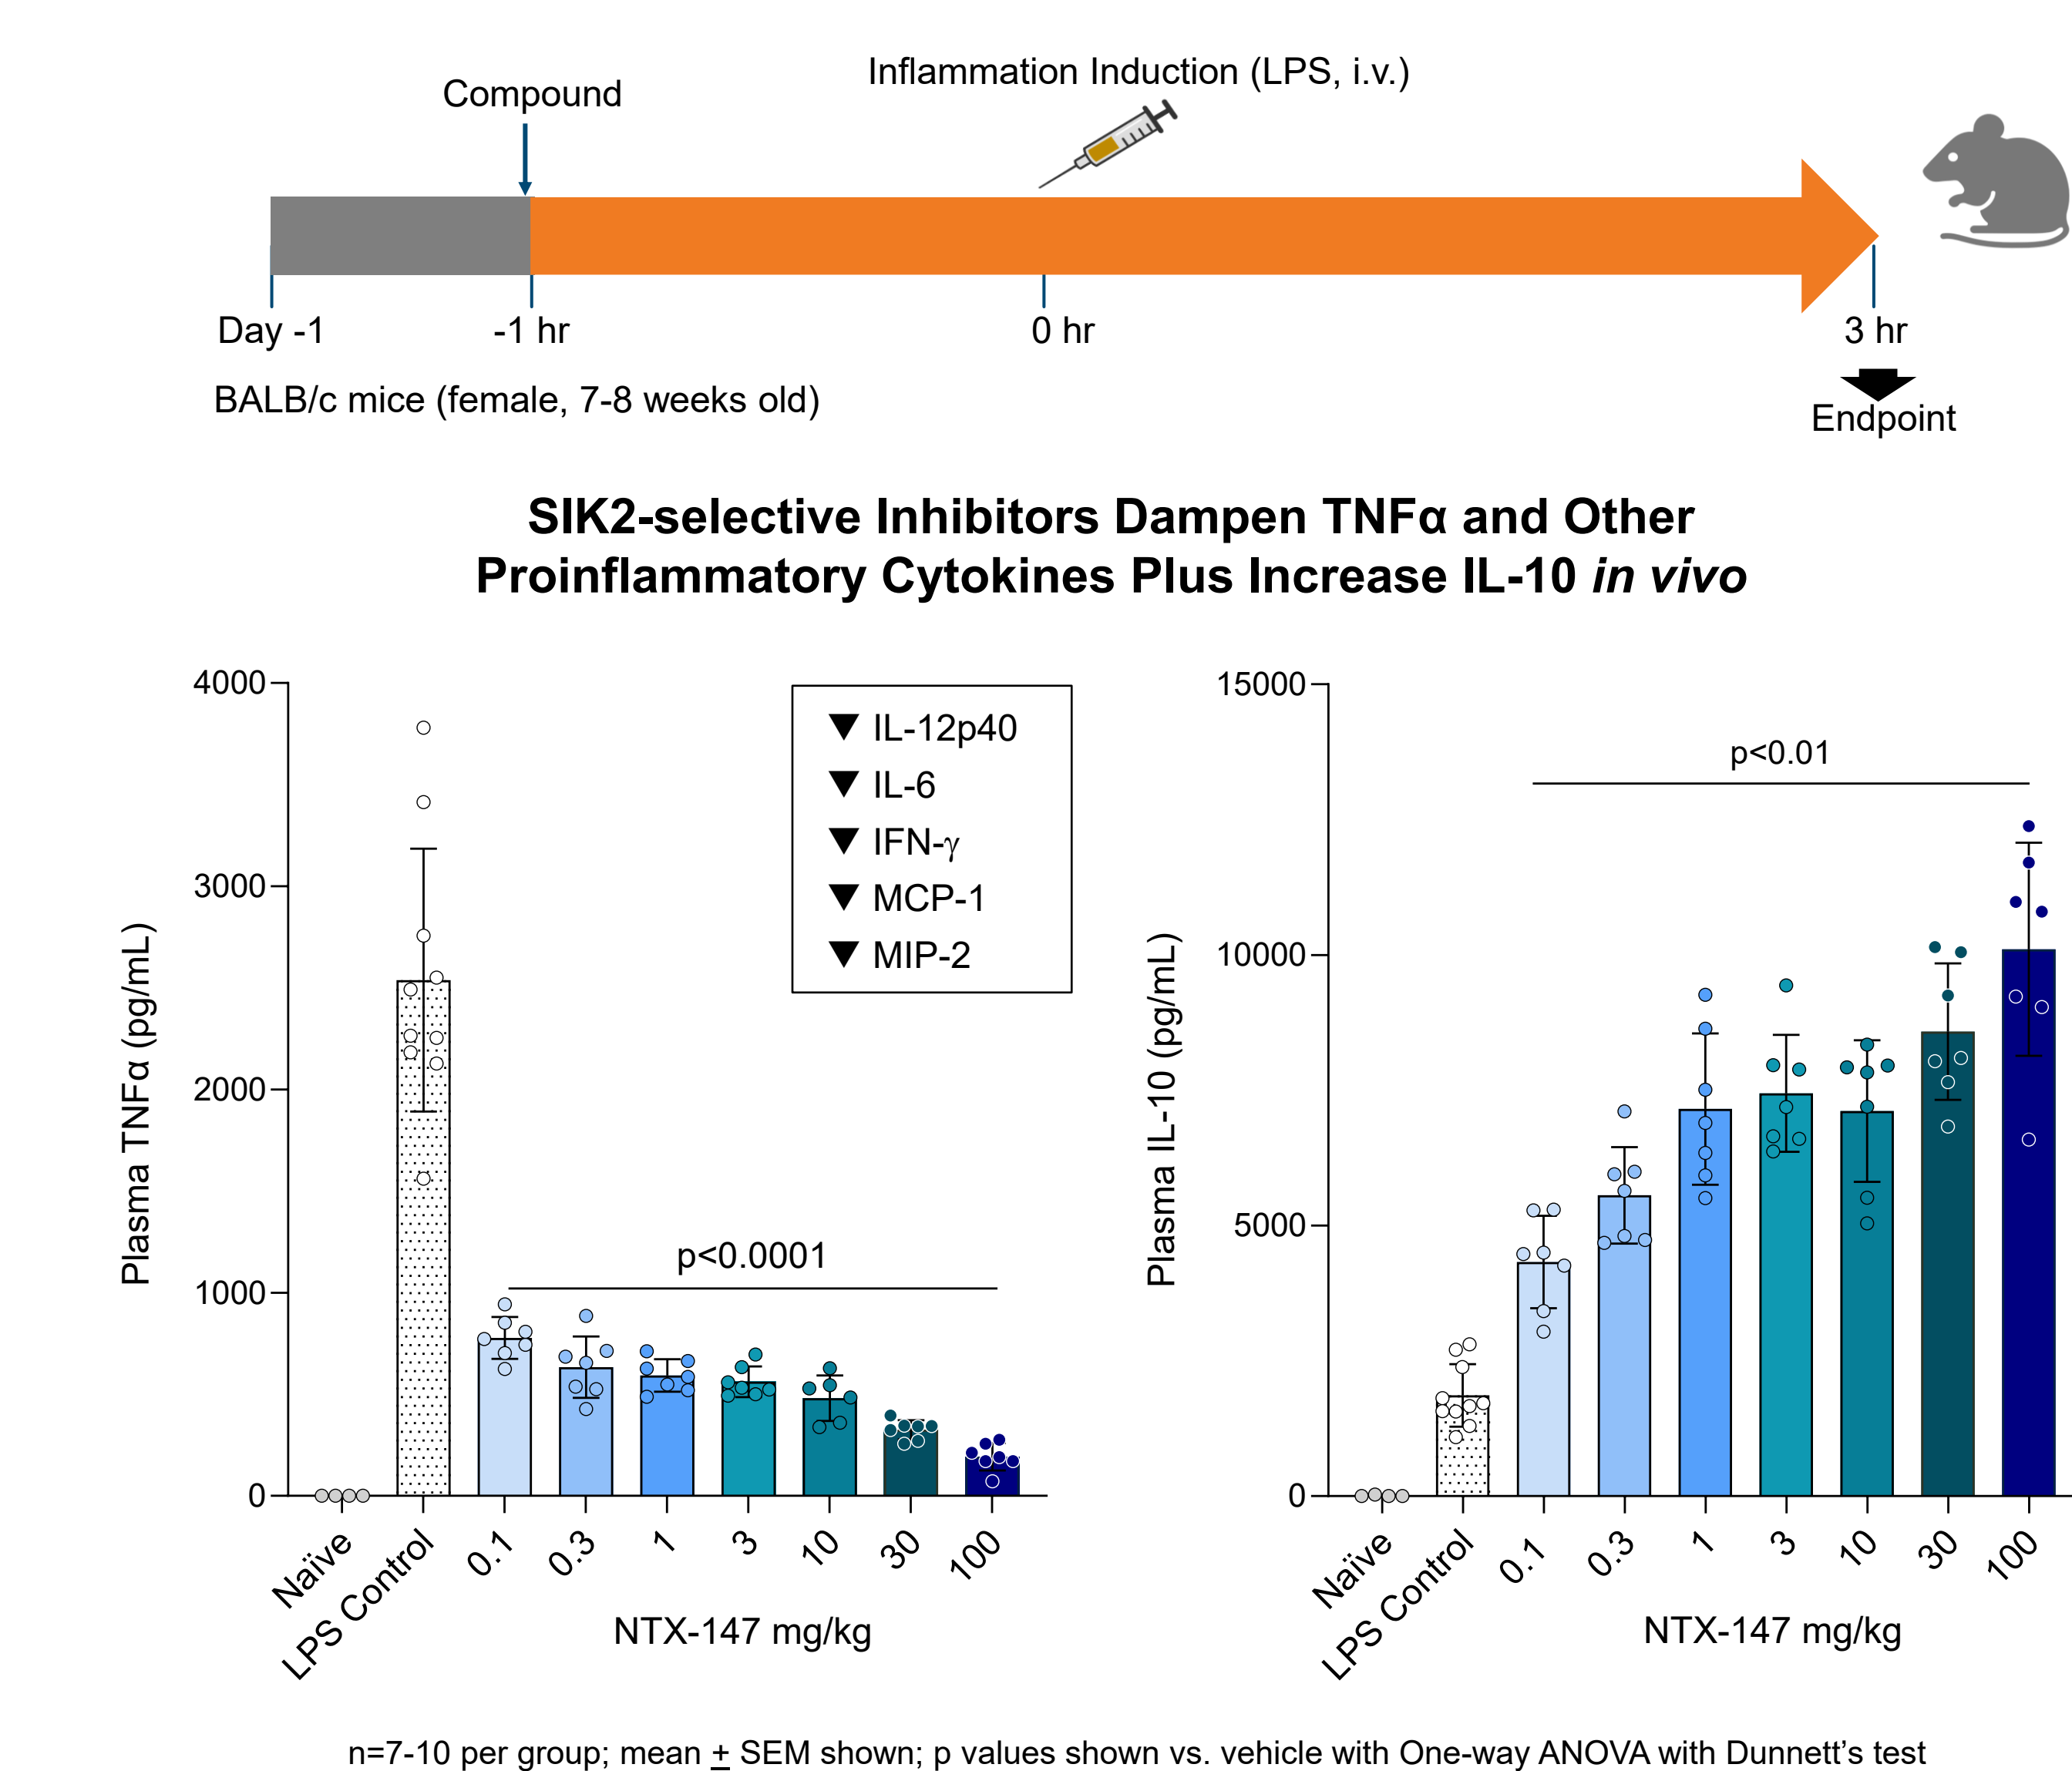 Inflammation Induction (LPS, i.v.)
Compound
Day -1
-1 hr
0 hr
3 hr
BALB/c mice (female, 7-8 weeks old)
Endpoint
SIK2-selective Inhibitors Dampen TNFα and Other
Proinflammatory Cytokines Plus Increase IL-10 in vivo
Plasma TNFα (pg/mL)
4000
3000
2000
1000
0
▼ IL-12p40
▼ IL-6
▼ IFN-γ
▼ MCP-1
▼ MIP-2
p<0.0001
Naïve
LPS Control
0.1
0.3
1
3
10
30
100
NTX-147 mg/kg
Plasma IL-10 (pg/mL)
15000
10000
5000
0
p<0.01
Naïve
LPS Control
0.1
0.3
1
3
10
30
100
NTX-147 mg/kg
n=7-10 per group; mean ± SEM shown; p values shown vs. vehicle with One-way ANOVA with Dunnett’s test